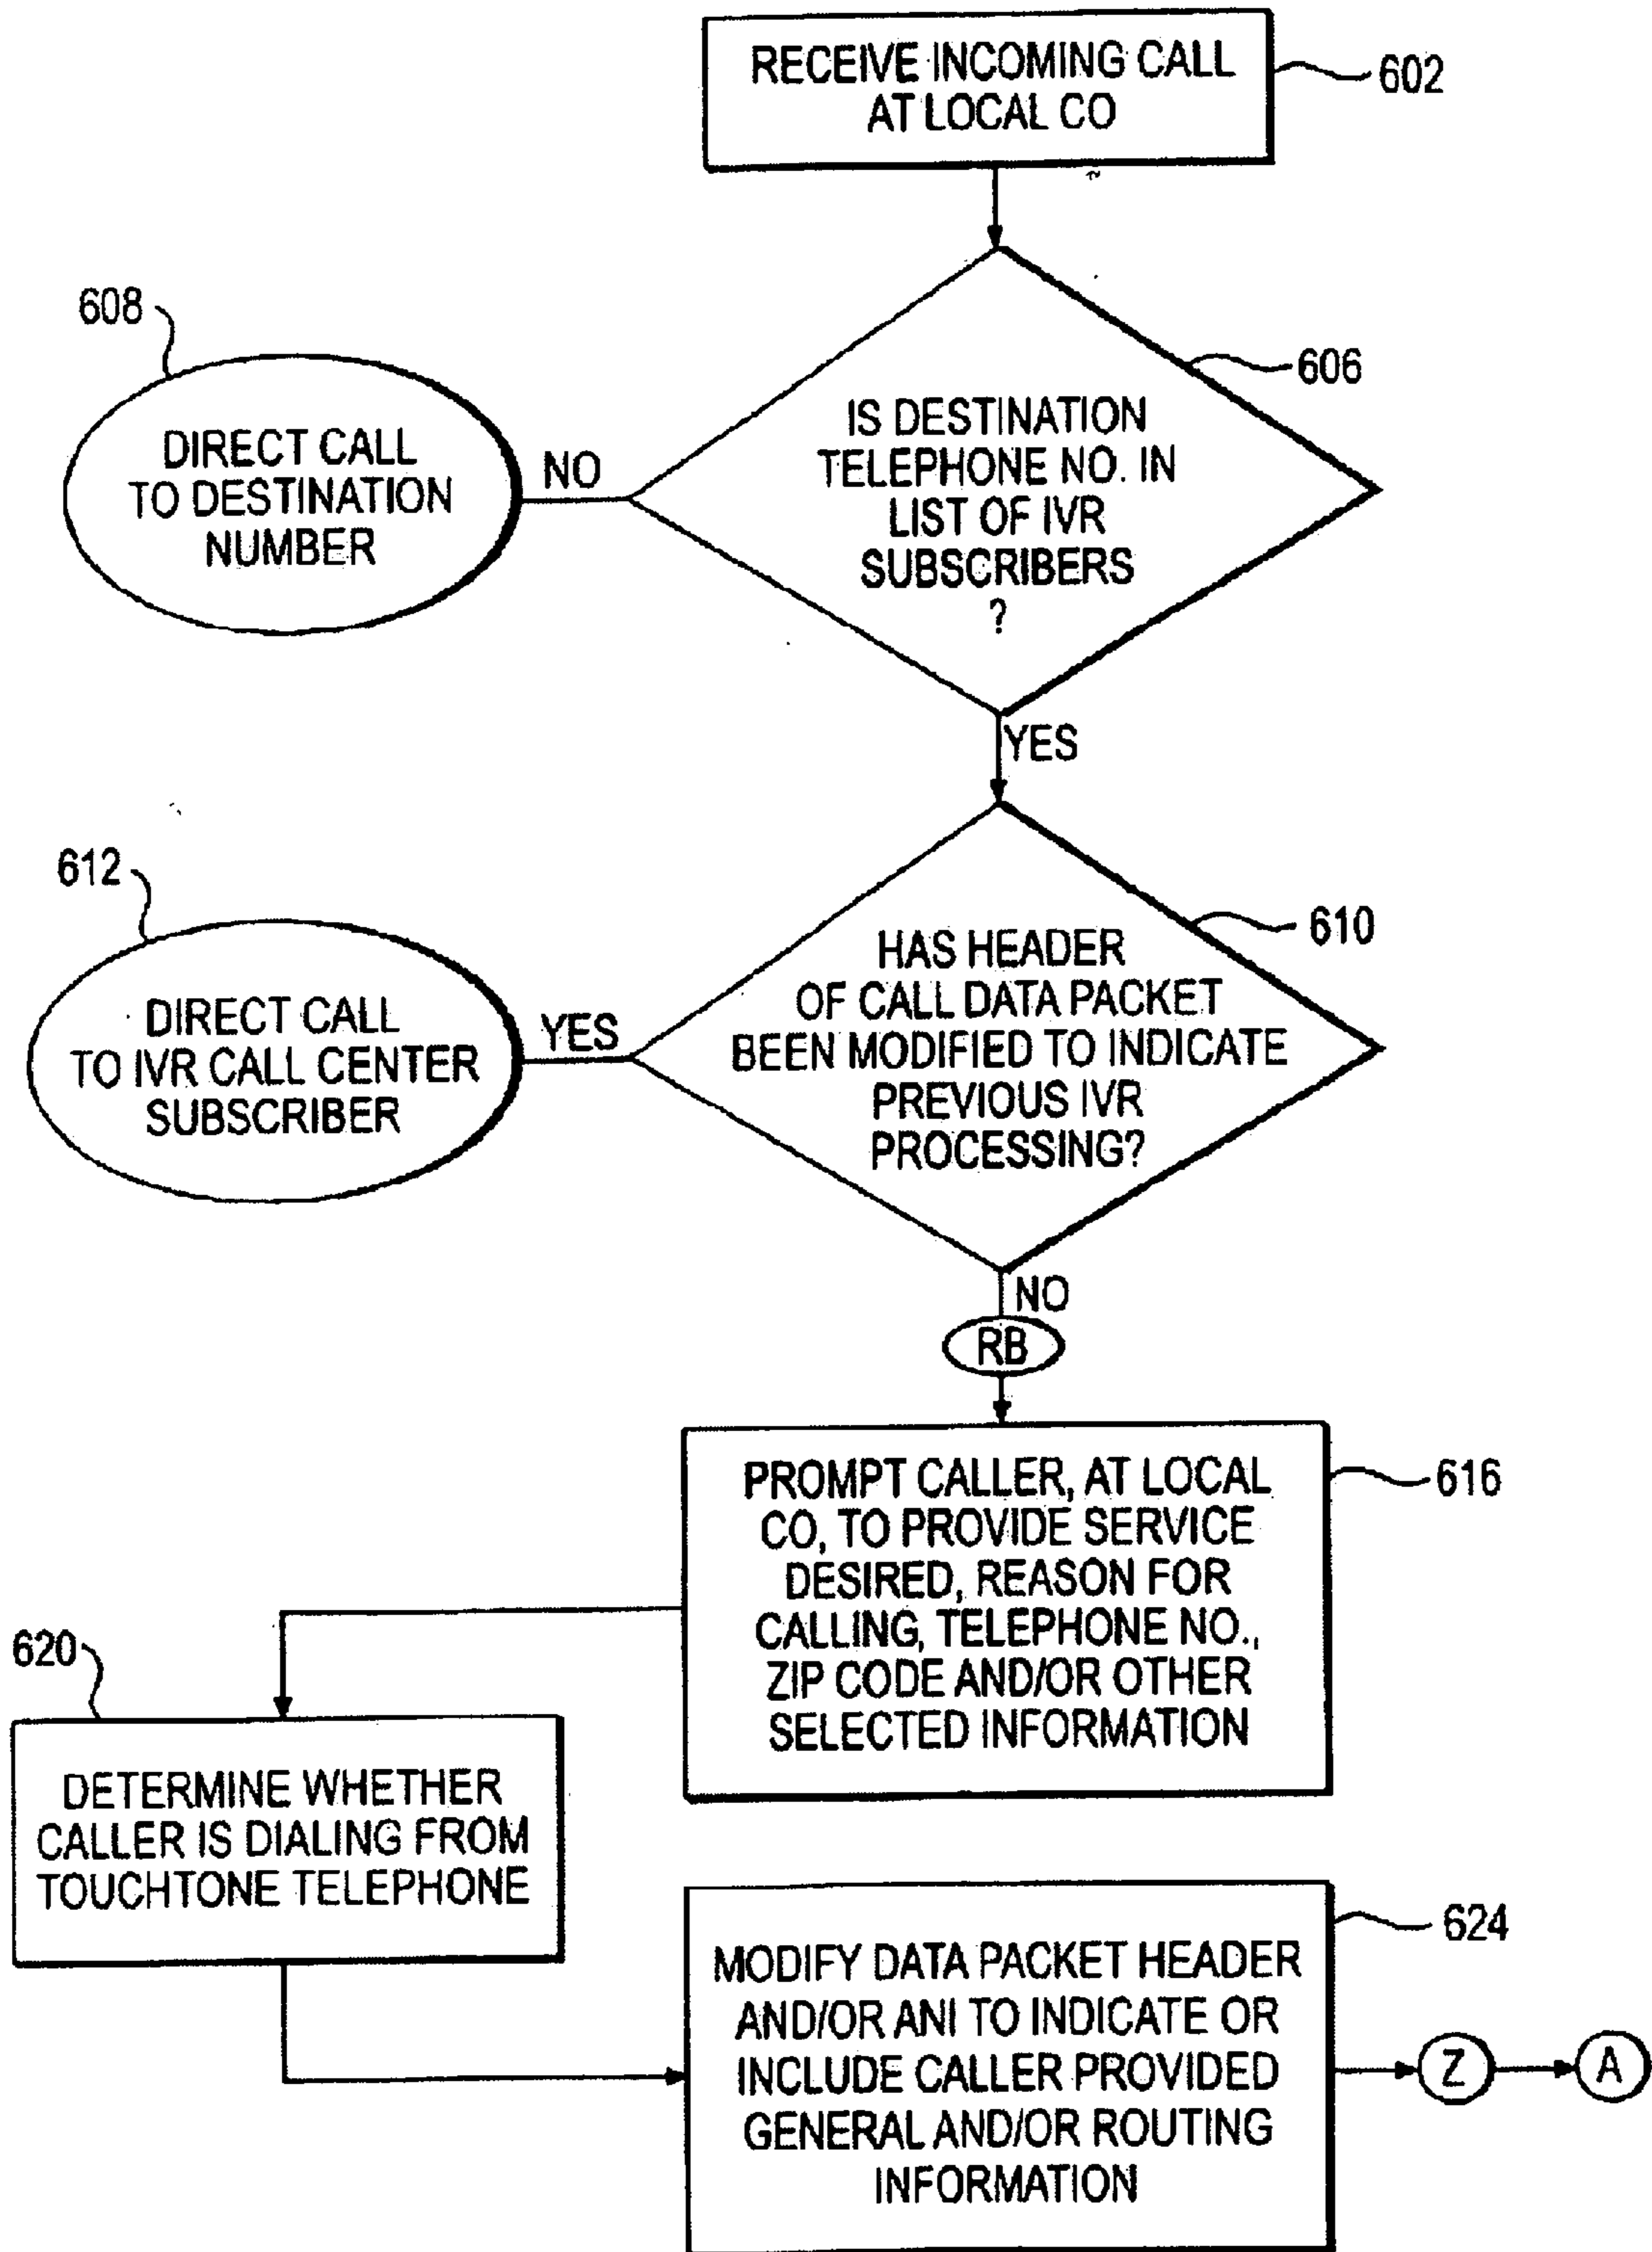 RECEIVE INCOMING CALL
AT LOCAL CO
602
608
606
DIRECT CALL
TO DESTINATION
NUMBER
NO
IS DESTINATION
TELEPHONE NO. IN
LIST OF IVR
SUBSCRIBERS
?
YES
612
610
DIRECT CALL
TO IVR CALL CENTER
SUBSCRIBER
YES
HAS HEADER
OF CALL DATA PACKET
BEEN MODIFIED TO INDICATE
PREVIOUS IVR
PROCESSING?
NO
RB
PROMPT CALLER, AT LOCAL
CO, TO PROVIDE SERVICE
DESIRED, REASON FOR
CALLING, TELEPHONE NO.,
ZIP CODE AND/OR OTHER
SELECTED INFORMATION
616
620
DETERMINE WHETHER
CALLER IS DIALING FROM
TOUCHTONE TELEPHONE
624
MODIFY DATA PACKET HEADER
AND/OR ANI TO INDICATE OR
INCLUDE CALLER PROVIDED
GENERAL AND/OR ROUTING
INFORMATION
Z
A